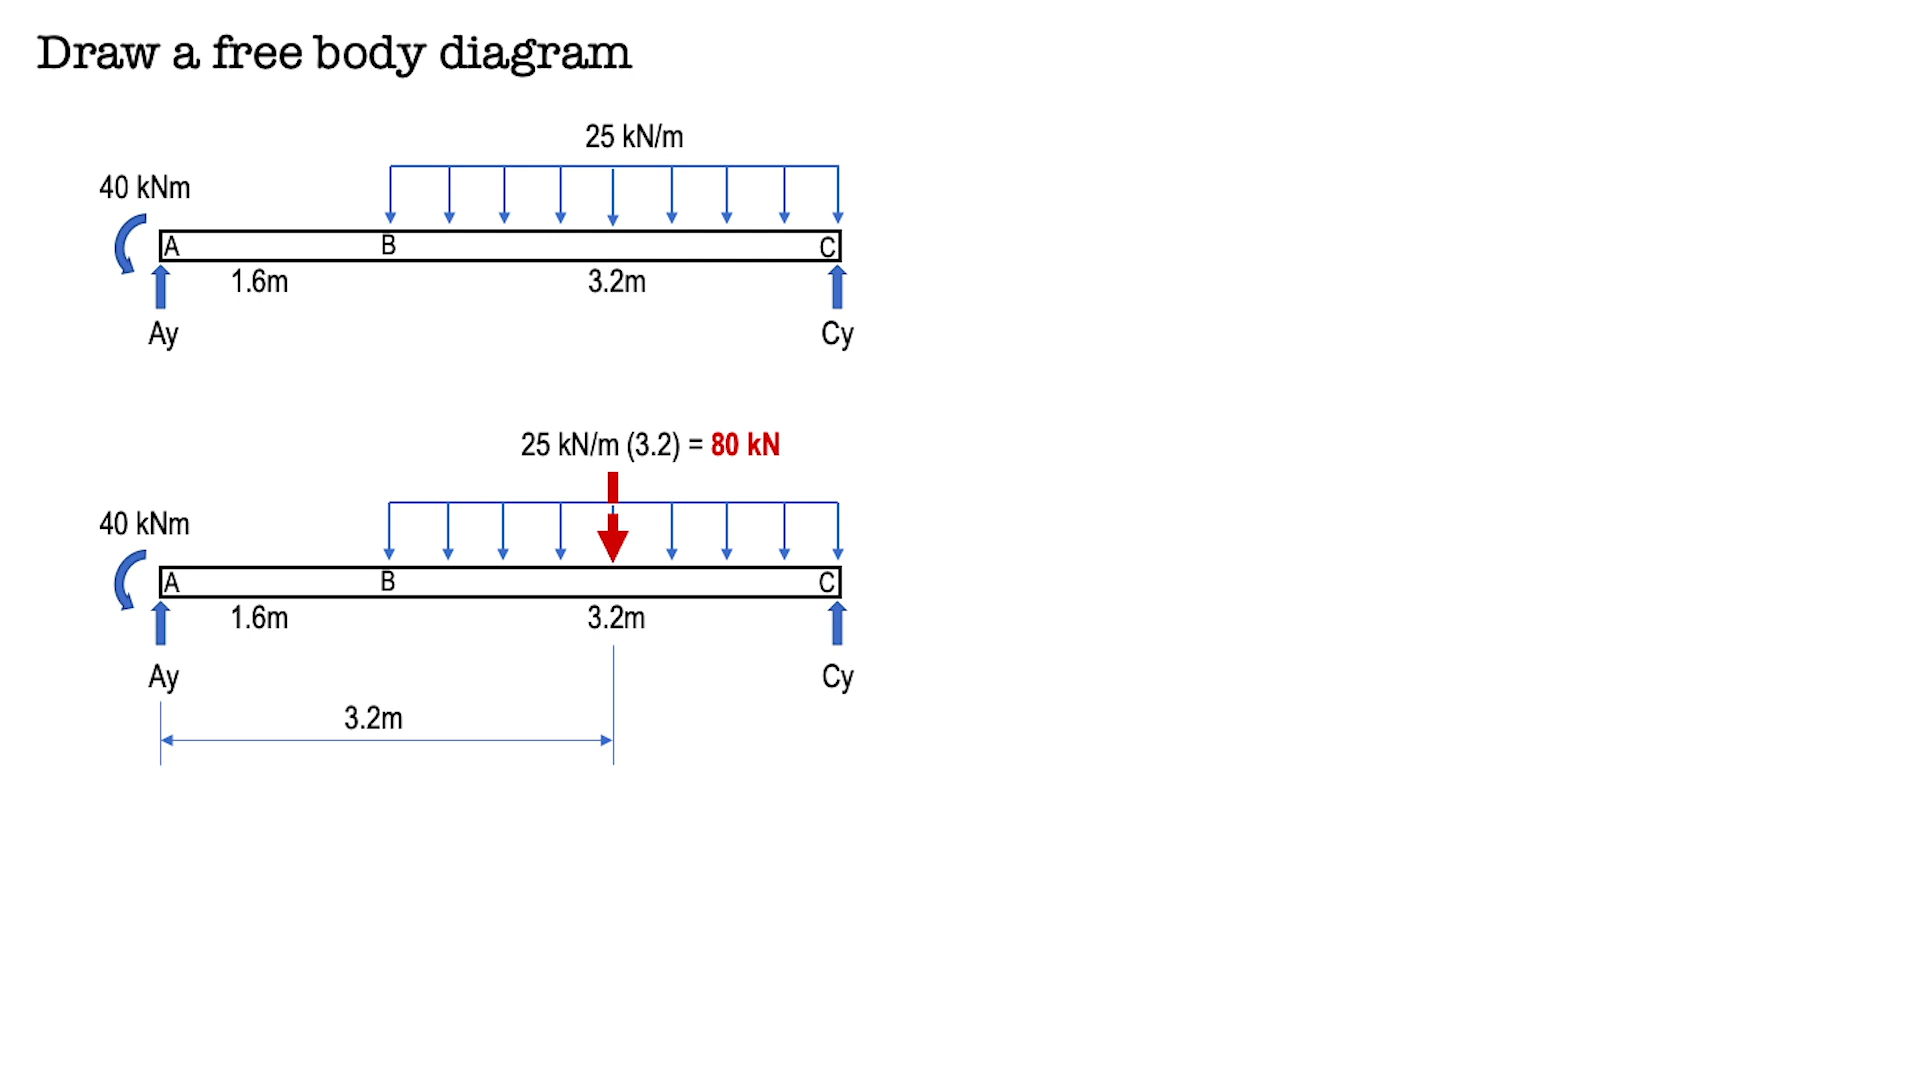 Draw a free body diagram
25 kN/m
40 kNm
A B C
1.6m 3.2m
Ay Cy
25 kN/m (3.2) = 80 kN
40 kNm
A B C
1.6m 3.2m
Ay Cy
3.2m